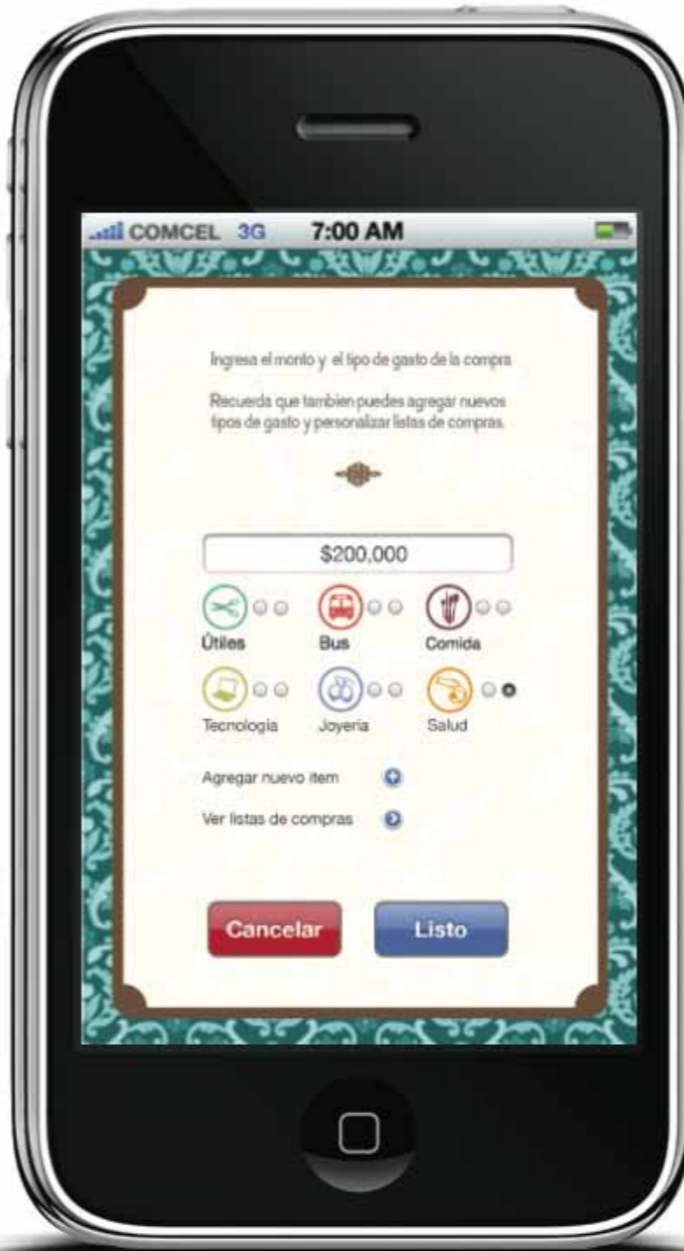 COMCEL 3G 7:00 AM
Ingresa el monto y el tipo de gasto de la compra
Recuerda que tambien puedes agregar nuevos
tipos de gasto y personalizar listas de compras.
$200,000
Útiles Bus Comida
Tecnologia Joyeria Salud
Agregar nuevo item
Ver listas de compras
Cancelar Listo